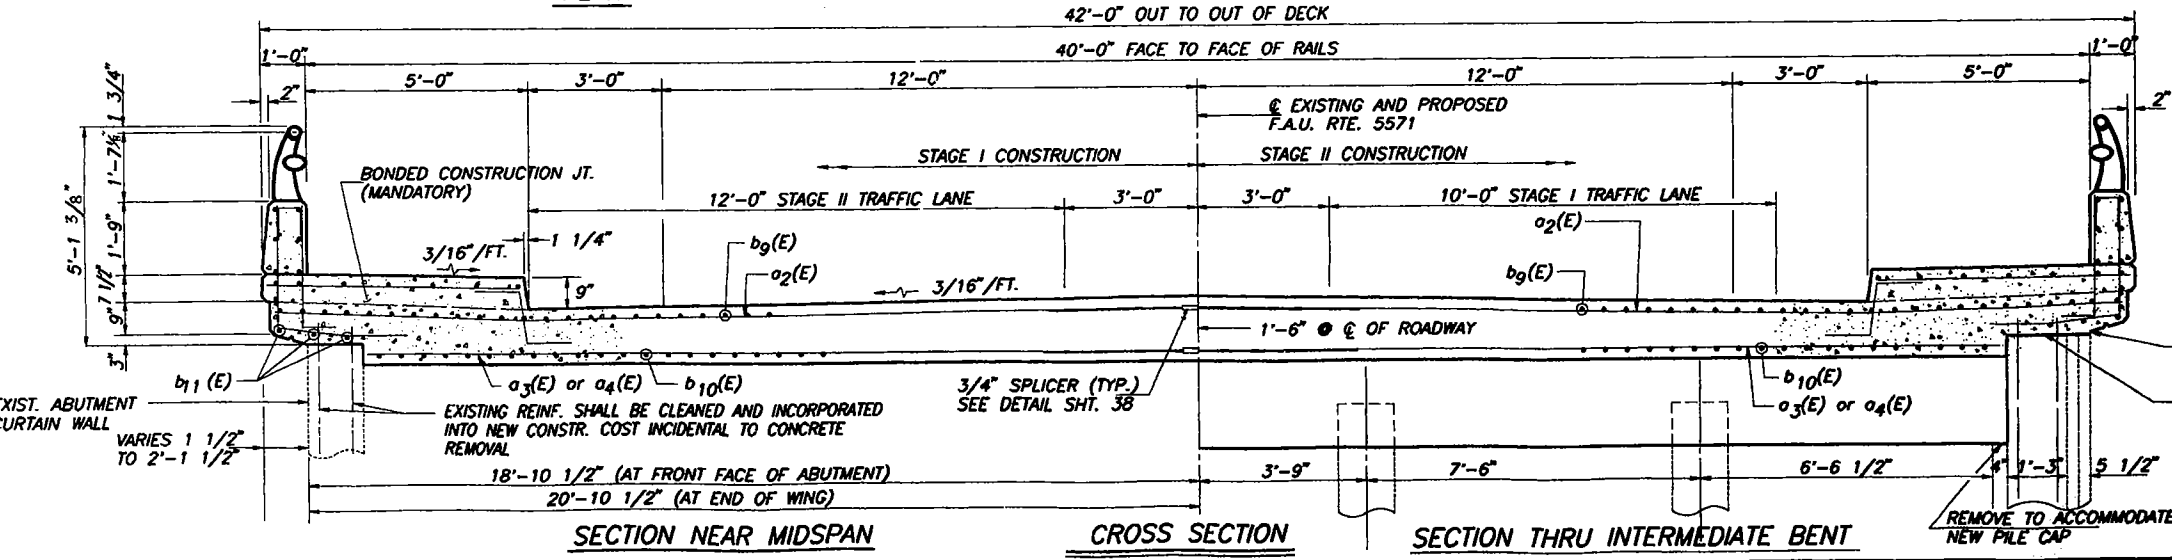 42'-0" OUT TO OUT OF DECK
1'-0"
40'-0" FACE TO FACE OF RAILS
1'-0"
5'-0"
3'-0"
12'-0"
12'-0"
3'-0"
5'-0"
1 3/4"
2"
2"
℄ EXISTING AND PROPOSED
F.A.U. RTE. 5571
STAGE I CONSTRUCTION
STAGE II CONSTRUCTION
1'-7⅞"
BONDED CONSTRUCTION JT.
(MANDATORY)
12'-0" STAGE II TRAFFIC LANE
3'-0"
3'-0"
10'-0" STAGE I TRAFFIC LANE
5'-1 3/8"
1'-9"
a2(E)
1 1/4"
b9(E)
3/16"/FT.
a2(E)
b9(E)
7 1/2"
9"
3/16"/FT.
9"
1'-6" @ ℄ OF ROADWAY
3"
b11 (E)
a3(E) or a4(E)
b10(E)
3/4" SPLICER (TYP.)
SEE DETAIL SHT. 38
b10(E)
a3(E) or a4(E)
EXIST. ABUTMENT
CURTAIN WALL
EXISTING REINF. SHALL BE CLEANED AND INCORPORATED
INTO NEW CONSTR. COST INCIDENTAL TO CONCRETE
REMOVAL
VARIES 1 1/2"
TO 2'-1 1/2"
18'-10 1/2" (AT FRONT FACE OF ABUTMENT)
3'-9"
7'-6"
6'-6 1/2"
4"
1'-3"
5 1/2"
20'-10 1/2" (AT END OF WING)
REMOVE TO ACCOMMODATE
NEW PILE CAP
SECTION NEAR MIDSPAN
CROSS SECTION
SECTION THRU INTERMEDIATE BENT